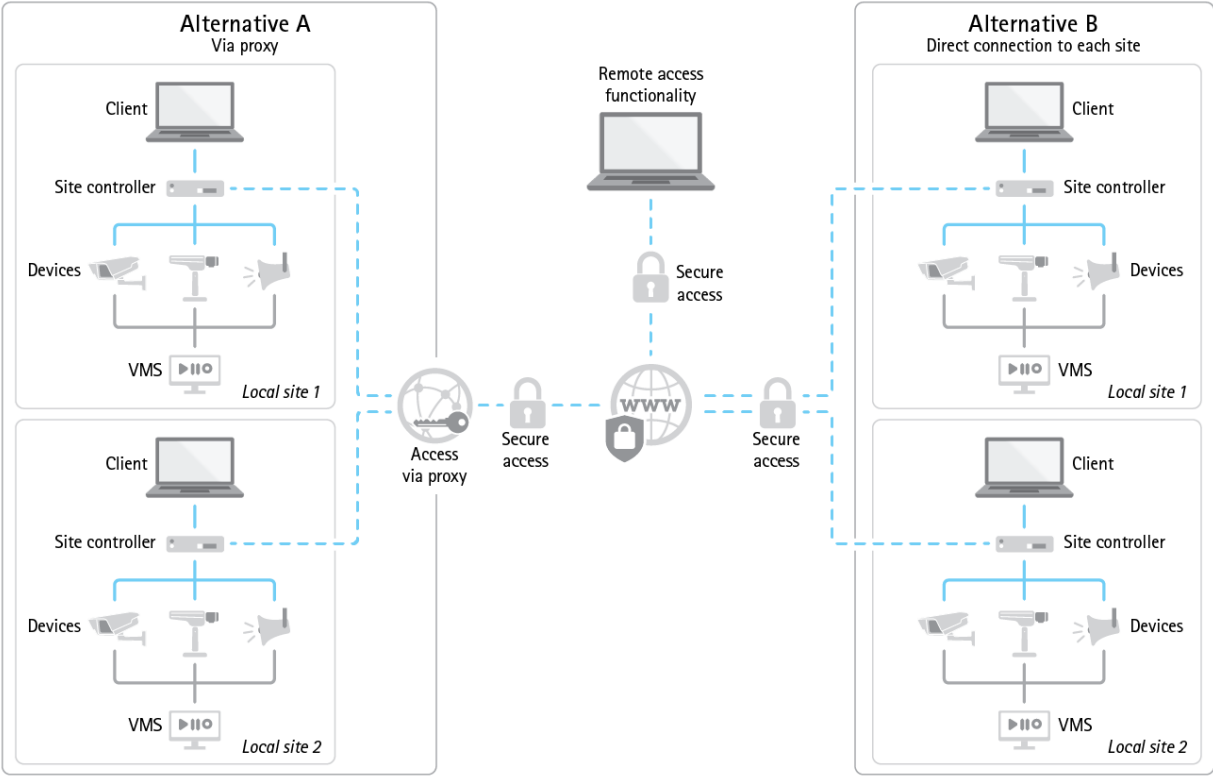 Alternative A
Via proxy
Client
Site controller
Devices
VMS
Local site 1
Client
Site controller
Devices
VMS
Local site 2
Access
via proxy
Secure
access
Remote access
functionality
Secure
access
WWW
Secure
access
Alternative B
Direct connection to each site
Client
Site controller
Devices
VMS
Local site 1
Client
Site controller
Devices
VMS
Local site 2